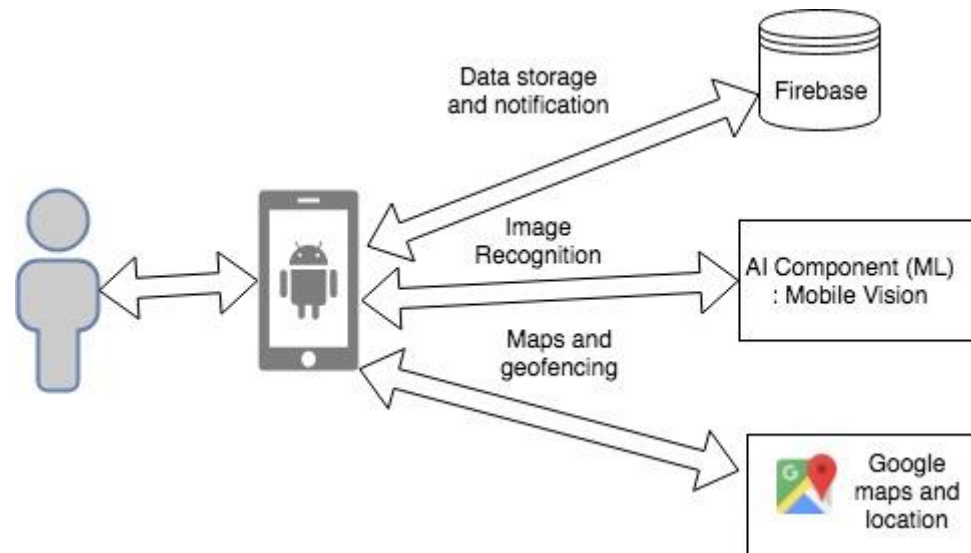 Data storage
and notification
Firebase
Image
Recognition
AI Component (ML)
: Mobile Vision
Maps and
geofencing
G
Google
maps and
location